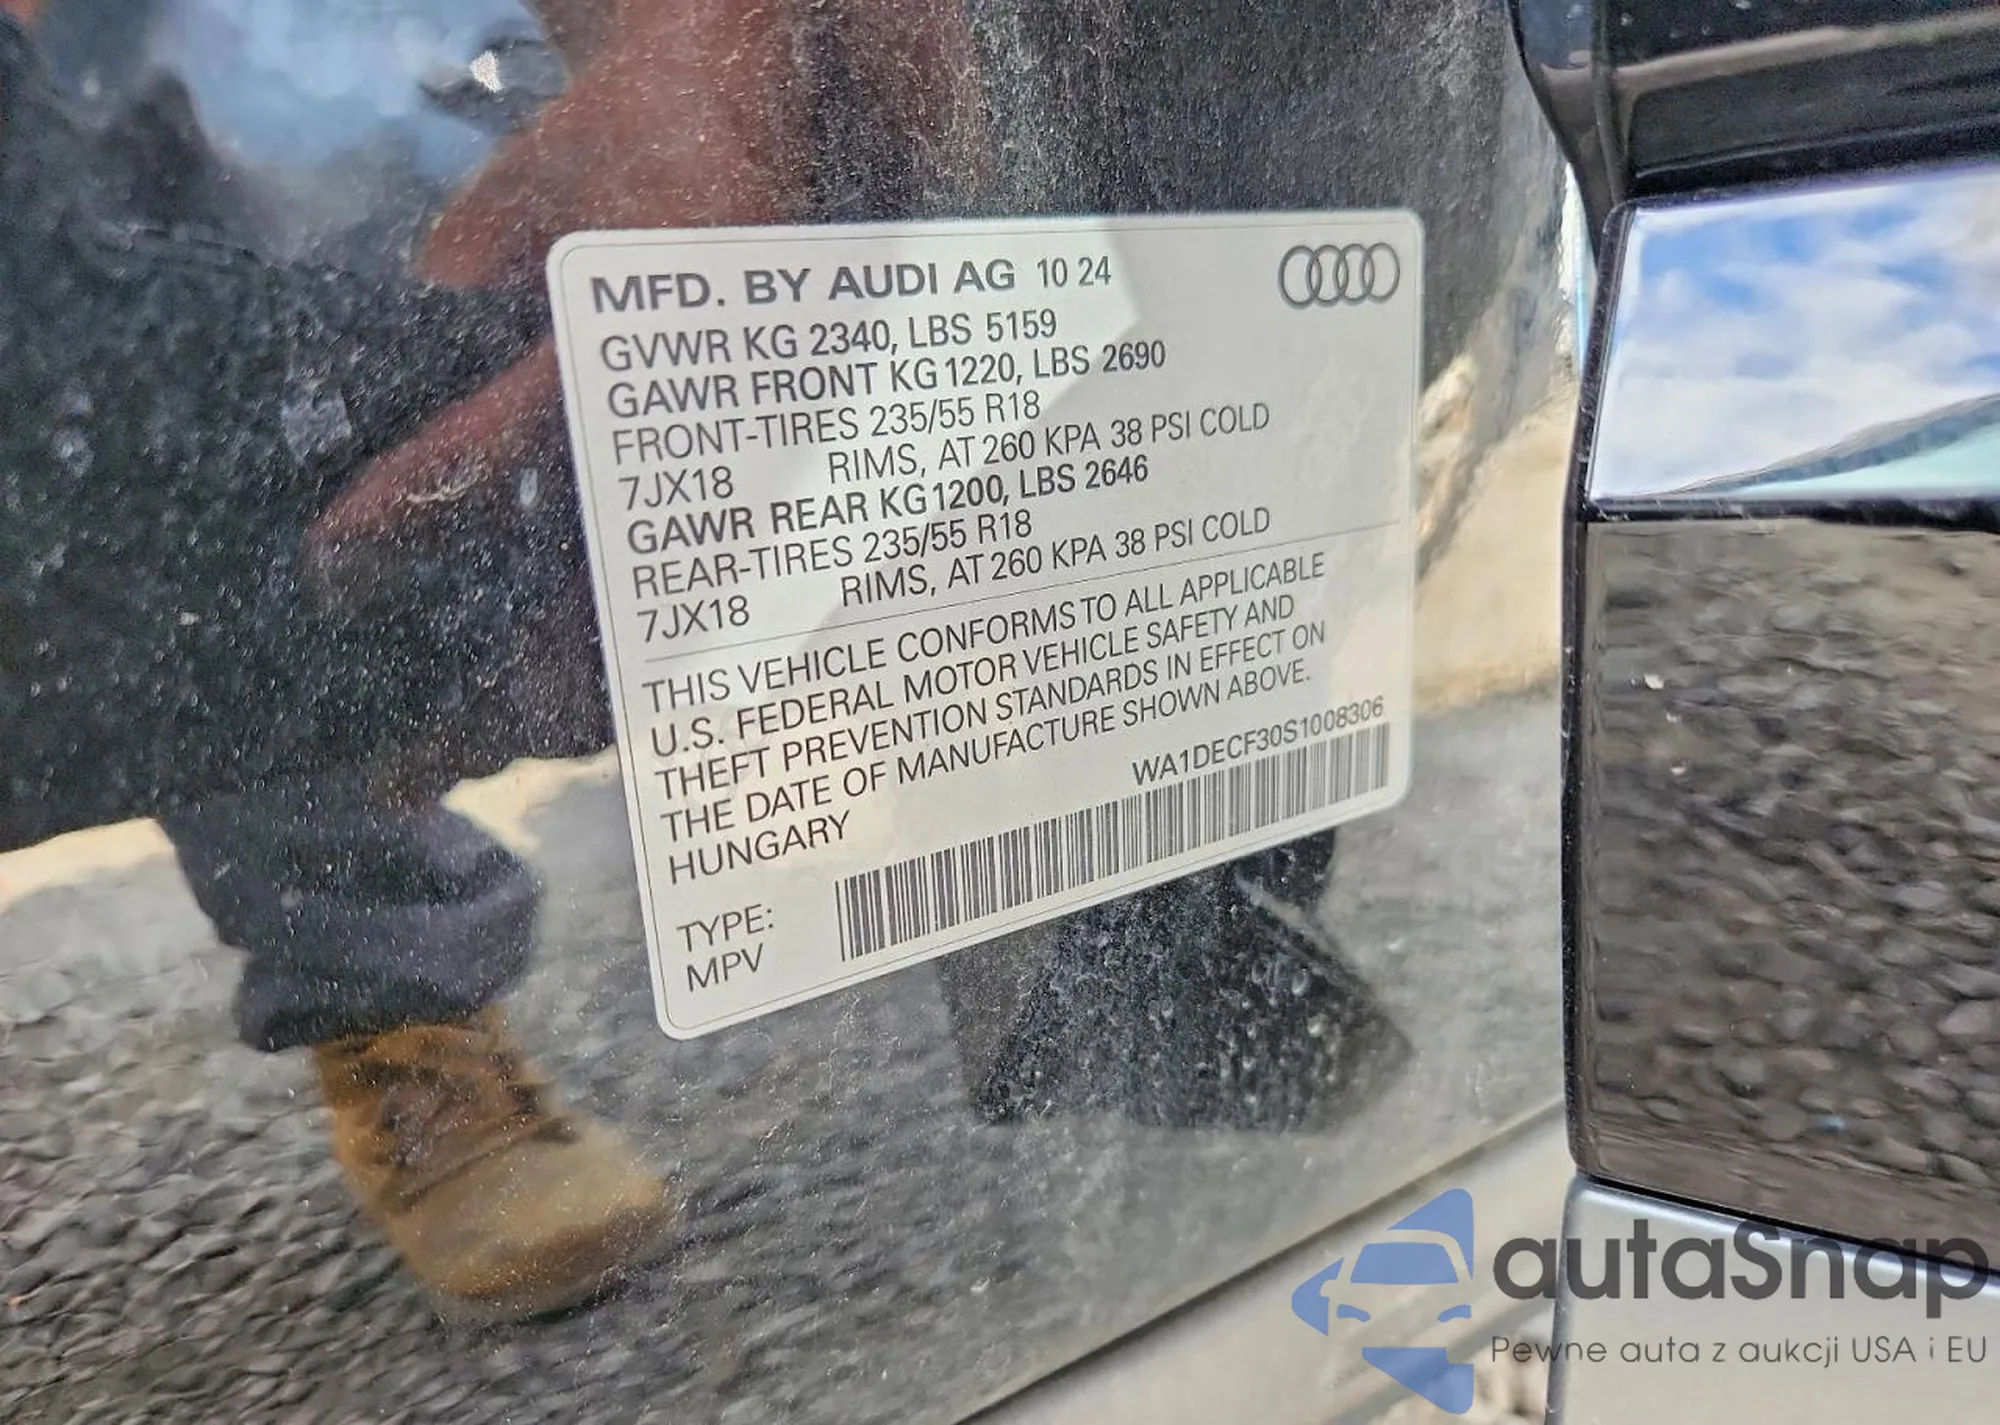 MFD. BY AUDI AG 10 24
GVWR KG 2340, LBS 5159
GAWR FRONT KG 1220, LBS 2690
FRONT-TIRES 235/55 R18
7JX18 RIMS, AT 260 KPA 38 PSI COLD
GAWR REAR KG 1200, LBS 2646
REAR-TIRES 235/55 R18
7JX18 RIMS, AT 260 KPA 38 PSI COLD
THIS VEHICLE CONFORMS TO ALL APPLICABLE
U.S. FEDERAL MOTOR VEHICLE SAFETY AND
THEFT PREVENTION STANDARDS IN EFFECT ON
THE DATE OF MANUFACTURE SHOWN ABOVE.
HUNGARY
WA1DECF30S1008306
TYPE:
MPV
autaSnap
Pewne auta z aukcji USA i EU